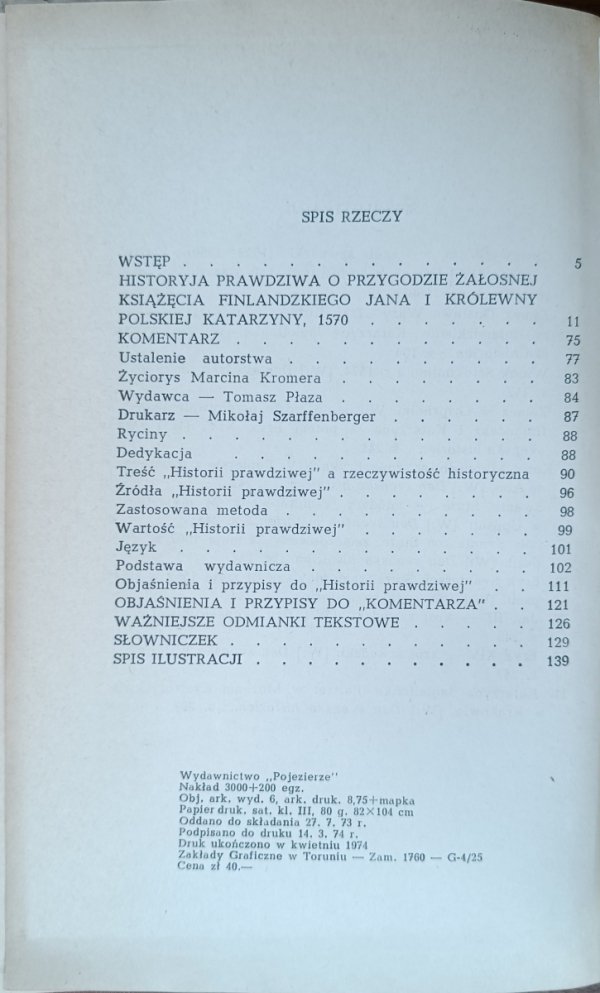 SPIS RZECZY
WSTĘP . . . . . . . . . . . . . . 5
HISTORYJA PRAWDZIWA O PRZYGODZIE ŻAŁOSNEJ
KSIĄŻĘCIA FINLANDZKIEGO JANA I KRÓLEWNY
POLSKIEJ KATARZYNY, 1570 . . . . . . . 11
KOMENTARZ . . . . . . . . . . . . 75
Ustalenie autorstwa . . . . . . . . . . 77
Życiorys Marcina Kromera . . . . . . . . 83
Wydawca — Tomasz Płaza . . . . . . . . 84
Drukarz — Mikołaj Szarffenberger . . . . . . 87
Ryciny . . . . . . . . . . . . . . 88
Dedykacja . . . . . . . . . . . . 88
Treść „Historii prawdziwej” a rzeczywistość historyczna 90
Źródła „Historii prawdziwej” . . . . . . . . 96
Zastosowana metoda . . . . . . . . . . 98
Wartość „Historii prawdziwej” . . . . . . . 99
Język . . . . . . . . . . . . . . 101
Podstawa wydawnicza . . . . . . . . . 102
Objaśnienia i przypisy do „Historii prawdziwej” . . 111
OBJAŚNIENIA I PRZYPISY DO „KOMENTARZA” . . 121
WAŻNIEJSZE ODMIANKI TEKSTOWE . . . . . 126
SŁOWNICZEK . . . . . . . . . . . . 129
SPIS ILUSTRACJI . . . . . . . . . . . 139
Wydawnictwo „Pojezierze”
Nakład 3000+200 egz.
Obj. ark. wyd. 6, ark. druk. 8,75+mapka
Papier druk. sat. kl. III, 80 g. 82×104 cm
Oddano do składania 27. 7. 73 r.
Podpisano do druku 14. 3. 74 r.
Druk ukończono w kwietniu 1974
Zakłady Graficzne w Toruniu — Zam. 1760 — G-4/25
Cena zł 40.—